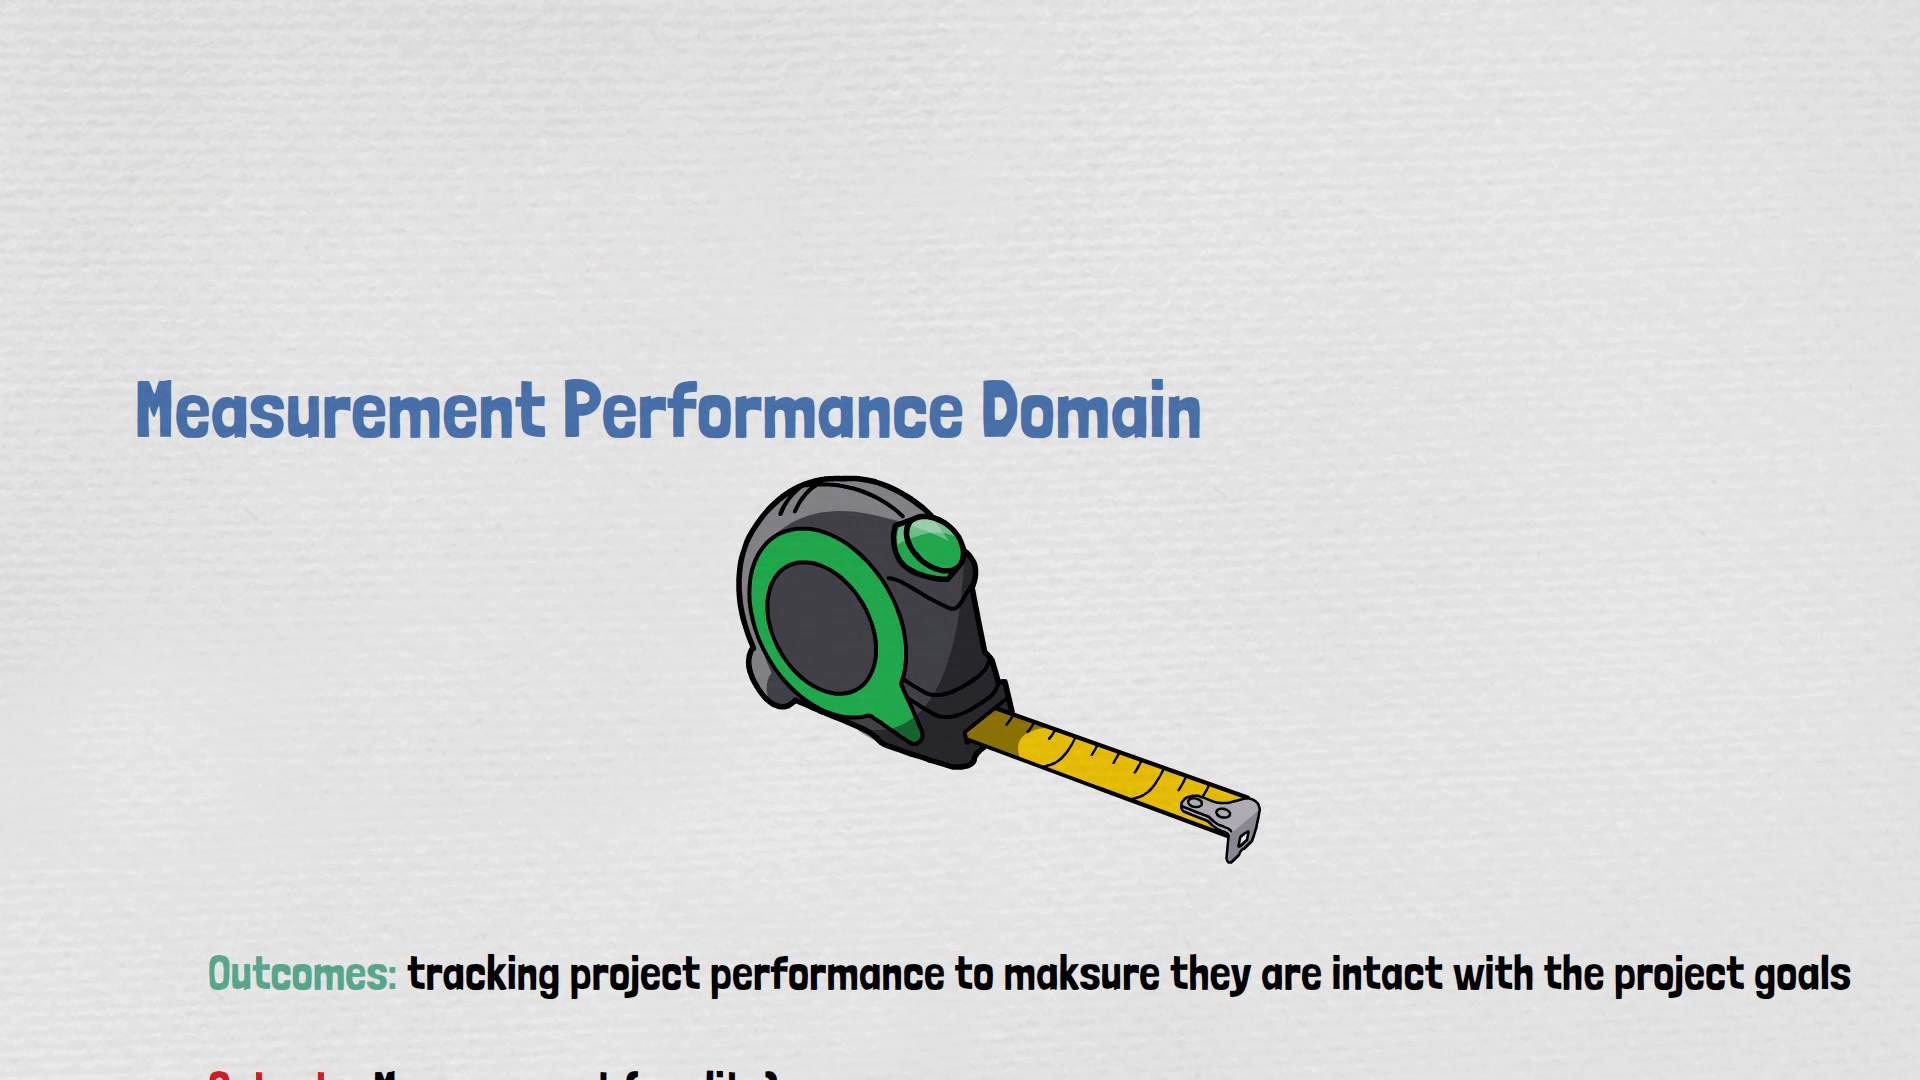 Measurement Performance Domain
Outcomes: tracking project performance to maksure they are intact with the project goals